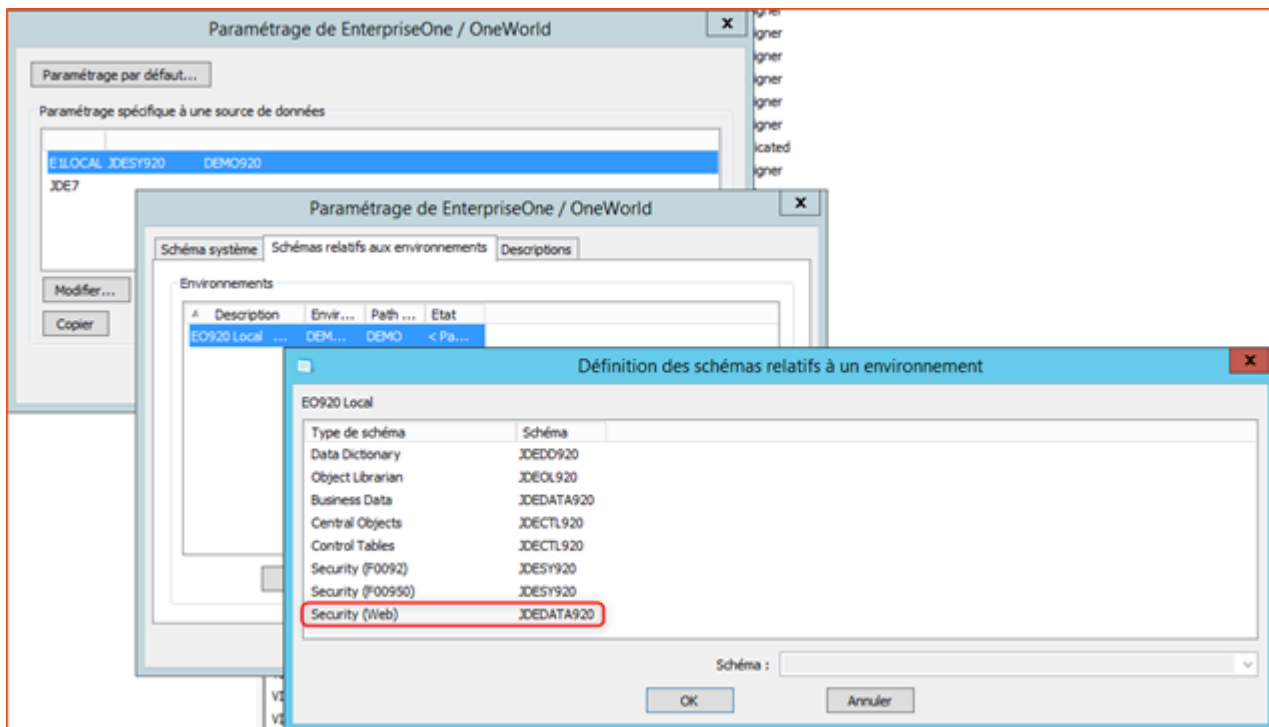 Paramétrage de EnterpriseOne / OneWorld
x
igner
igner
igner
igner
igner
icated
igner
Paramétrage par défaut...
Paramétrage spécifique à une source de données
E1LOCAL JDESY920 DEMO920
JDE7
Modifier...
Copier
Paramétrage de EnterpriseOne / OneWorld
x
Schéma système Schémas relatifs aux environnements Descriptions
Environnements
Description Envir... Path ... Etat
EO920 Local ... DEM... DEMO < Pa...
Définition des schémas relatifs à un environnement
x
EO920 Local
Type de schéma Schéma
Data Dictionary JDEDD920
Object Librarian JDEOL920
Business Data JDEDATA920
Central Objects JDECTL920
Control Tables JDECTL920
Security (F0092) JDESY920
Security (F00950) JDESY920
Security (Web) JDEDATA920
Schéma :
OK Annuler
VI
VI